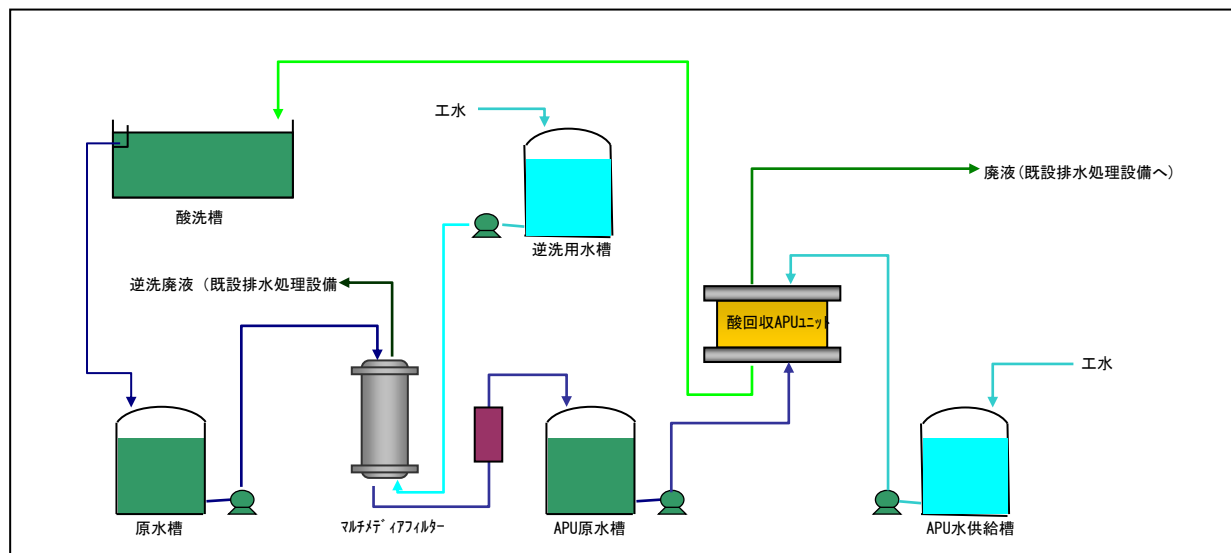 工水
廃液(既設排水処理設備へ)
酸洗槽
逆洗用水槽
逆洗廃液 (既設排水処理設備
酸回収APUユニット
工水
原水槽
マルチメディアフィルター
APU原水槽
APU水供給槽